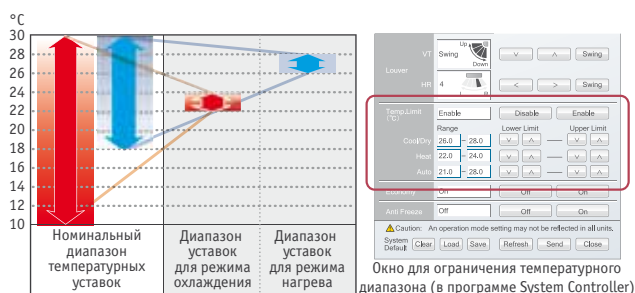 °C
30
28
26
24
22
20
18
16
14
12
10
Номинальный
диапазон
температурных
уставок
Диапазон
уставок
для режима
охлаждения
Диапазон
уставок
для режима
нагрева
Louver
VT Swing Up Down Swing
HR 4 Swing
Temp.Limit
(°C)
Enable Disable Enable
Range Lower Limit Upper Limit
Cool/Dry 26.0 – 28.0
Heat 22.0 – 24.0
Auto 21.0 – 28.0
Economy Off Off On
Anti Freeze Off Off On
Caution: An operation mode setting may not be reflected in all units.
System
Default Clear Load Save Refresh Send Close
Окно для ограничения температурного
диапазона (в программе System Controller)